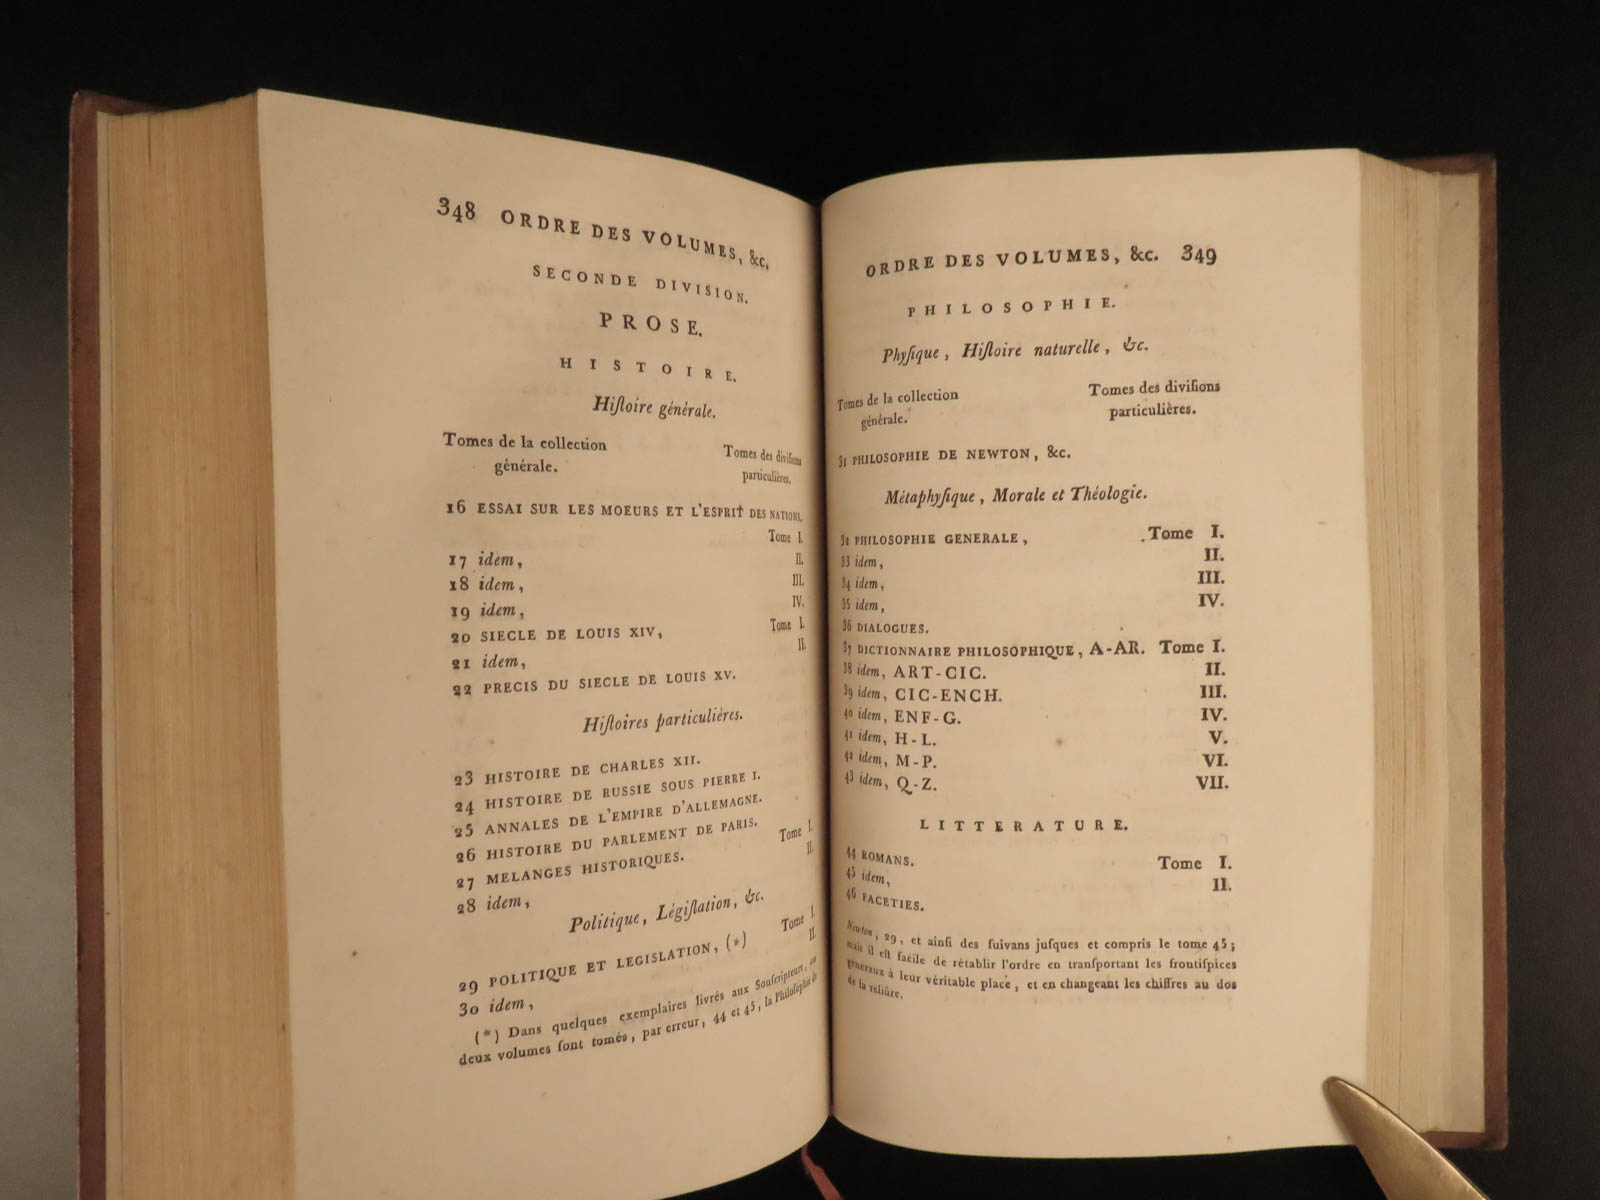 348 ORDRE DES VOLUMES, &c.
SECONDE DIVISION.
PROSE.
HISTOIRE.
Hiſtoire générale.
Tomes de la collection générale.
Tomes des diviſions particulières.
16 ESSAI SUR LES MOEURS ET L'ESPRIT DES NATIONS,
Tome I.
17 idem, II.
18 idem, III.
19 idem, IV.
20 SIECLE DE LOUIS XIV, Tome I.
21 idem, II.
22 PRECIS DU SIECLE DE LOUIS XV.
Hiſtoires particulières.
23 HISTOIRE DE CHARLES XII.
24 HISTOIRE DE RUSSIE SOUS PIERRE I.
25 ANNALES DE L'EMPIRE D'ALLEMAGNE.
26 HISTOIRE DU PARLEMENT DE PARIS.
27 MELANGES HISTORIQUES. Tome I.
28 idem, II.
Politique, Légiſlation, &c.
29 POLITIQUE ET LEGISLATION, (*) Tome I.
30 idem, II.
(*) Dans quelques exemplaires livrés aux Souſcripteurs, ces
deux volumes ſont tomés, par erreur, 44 et 45, la Philoſophie de
ORDRE DES VOLUMES, &c. 349
PHILOSOPHIE.
Phyſique, Hiſtoire naturelle, &c.
Tomes de la collection générale.
Tomes des diviſions particulières.
31 PHILOSOPHIE DE NEWTON, &c.
Métaphyſique, Morale et Théologie.
32 PHILOSOPHIE GENERALE, Tome I.
33 idem, II.
34 idem, III.
35 idem, IV.
36 DIALOGUES.
37 DICTIONNAIRE PHILOSOPHIQUE, A-AR. Tome I.
38 idem, ART-CIC. II.
39 idem, CIC-ENCH. III.
40 idem, ENF-G. IV.
41 idem, H-L. V.
42 idem, M-P. VI.
43 idem, Q-Z. VII.
LITTERATURE.
44 ROMANS. Tome I.
45 idem, II.
46 FACETIES.
Newton, 29, et ainſi des ſuivans juſques et compris le tome 45;
mais il eſt facile de rétablir l'ordre en tranſportant les frontiſpices
généraux à leur véritable place, et en changeant les chiffres au dos
de la reliûre.